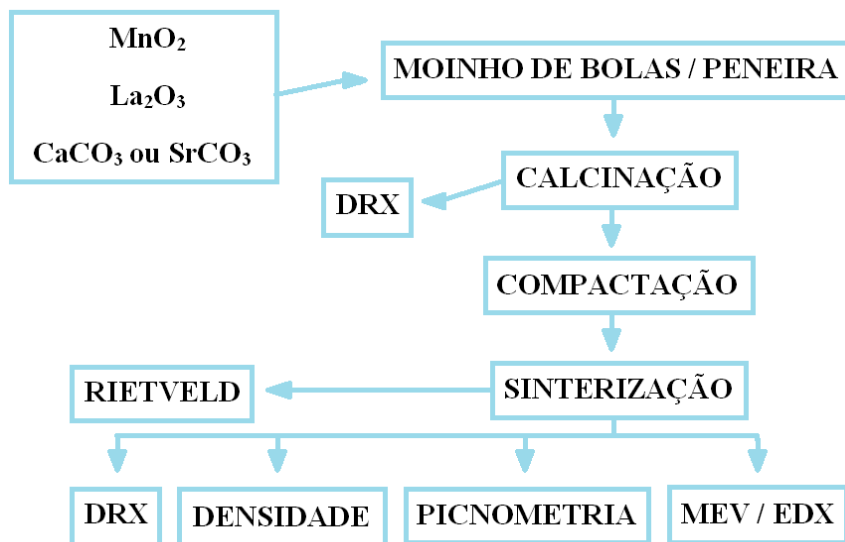 MnO₂
La₂O₃
CaCO₃ ou SrCO₃
MOINHO DE BOLAS / PENEIRA
CALCINAÇÃO
DRX
COMPACTAÇÃO
SINTERIZAÇÃO
RIETVELD
DRX
DENSIDADE
PICNOMETRIA
MEV / EDX